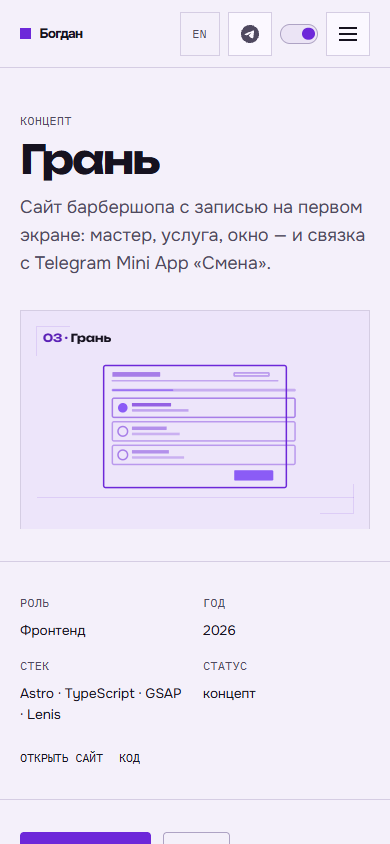 Богдан
EN
КОНЦЕПТ
Грань
Сайт барбершопа с записью на первом
экране: мастер, услуга, окно — и связка
с Telegram Mini App «Смена».
03 · Грань
РОЛЬ
Фронтенд
ГОД
2026
СТЕК
Astro · TypeScript · GSAP
· Lenis
СТАТУС
концепт
ОТКРЫТЬ САЙТ КОД